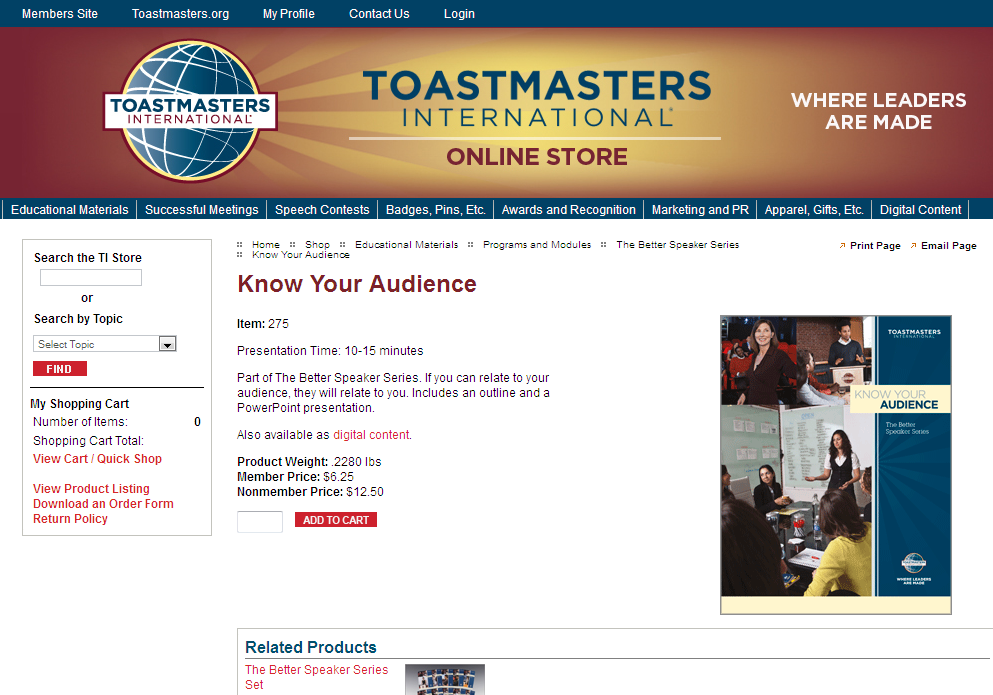 Members Site Toastmasters.org My Profile Contact Us Login
TOASTMASTERS
INTERNATIONAL
TOASTMASTERS
INTERNATIONAL
ONLINE STORE
WHERE LEADERS
ARE MADE
Educational Materials Successful Meetings Speech Contests Badges, Pins, Etc. Awards and Recognition Marketing and PR Apparel, Gifts, Etc. Digital Content
Search the TI Store
or
Search by Topic
Select Topic
FIND
My Shopping Cart
Number of Items: 0
Shopping Cart Total:
View Cart / Quick Shop
View Product Listing
Download an Order Form
Return Policy
Home Shop Educational Materials Programs and Modules The Better Speaker Series
Know Your Audience
Print Page Email Page
Know Your Audience
Item: 275
Presentation Time: 10-15 minutes
Part of The Better Speaker Series. If you can relate to your
audience, they will relate to you. Includes an outline and a
PowerPoint presentation.
Also available as digital content.
Product Weight: .2280 lbs
Member Price: $6.25
Nonmember Price: $12.50
ADD TO CART
TOASTMASTERS
INTERNATIONAL
KNOW YOUR
AUDIENCE
The Better
Speaker Series
WHERE LEADERS
ARE MADE
Related Products
The Better Speaker Series
Set